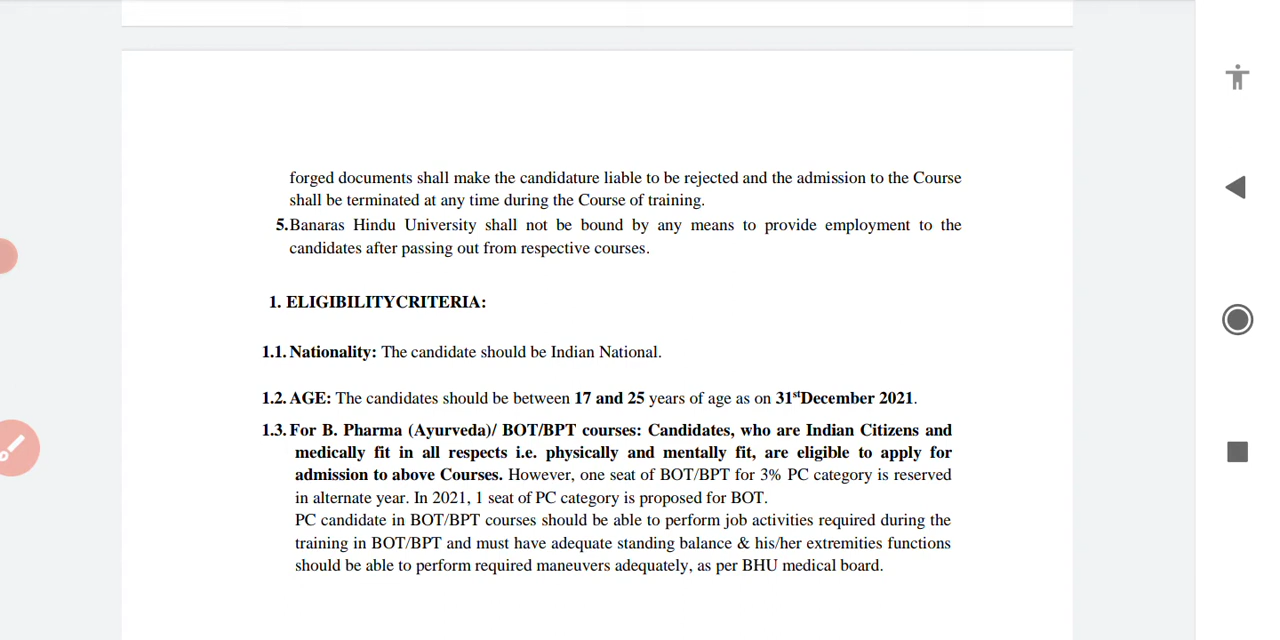 forged documents shall make the candidature liable to be rejected and the admission to the Course
shall be terminated at any time during the Course of training.
5.Banaras Hindu University shall not be bound by any means to provide employment to the
candidates after passing out from respective courses.
1. ELIGIBILITYCRITERIA:
1.1. Nationality: The candidate should be Indian National.
1.2. AGE: The candidates should be between 17 and 25 years of age as on 31stDecember 2021.
1.3. For B. Pharma (Ayurveda)/ BOT/BPT courses: Candidates, who are Indian Citizens and
medically fit in all respects i.e. physically and mentally fit, are eligible to apply for
admission to above Courses. However, one seat of BOT/BPT for 3% PC category is reserved
in alternate year. In 2021, 1 seat of PC category is proposed for BOT.
PC candidate in BOT/BPT courses should be able to perform job activities required during the
training in BOT/BPT and must have adequate standing balance & his/her extremities functions
should be able to perform required maneuvers adequately, as per BHU medical board.